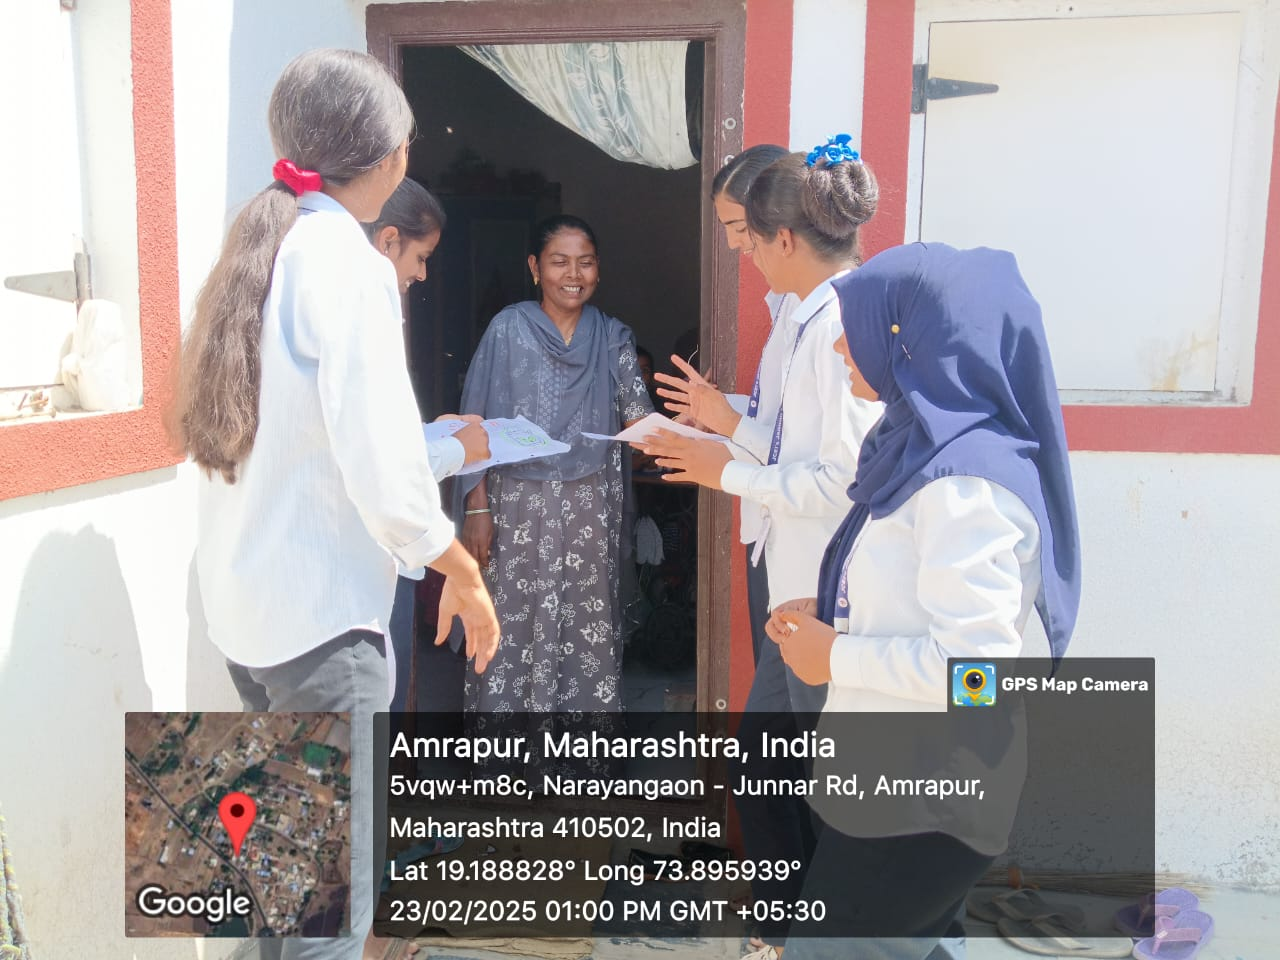 GPS Map Camera
Amrapur, Maharashtra, India
5vqw+m8c, Narayangaon - Junnar Rd, Amrapur,
Maharashtra 410502, India
Lat 19.188828° Long 73.895939°
23/02/2025 01:00 PM GMT +05:30
Google